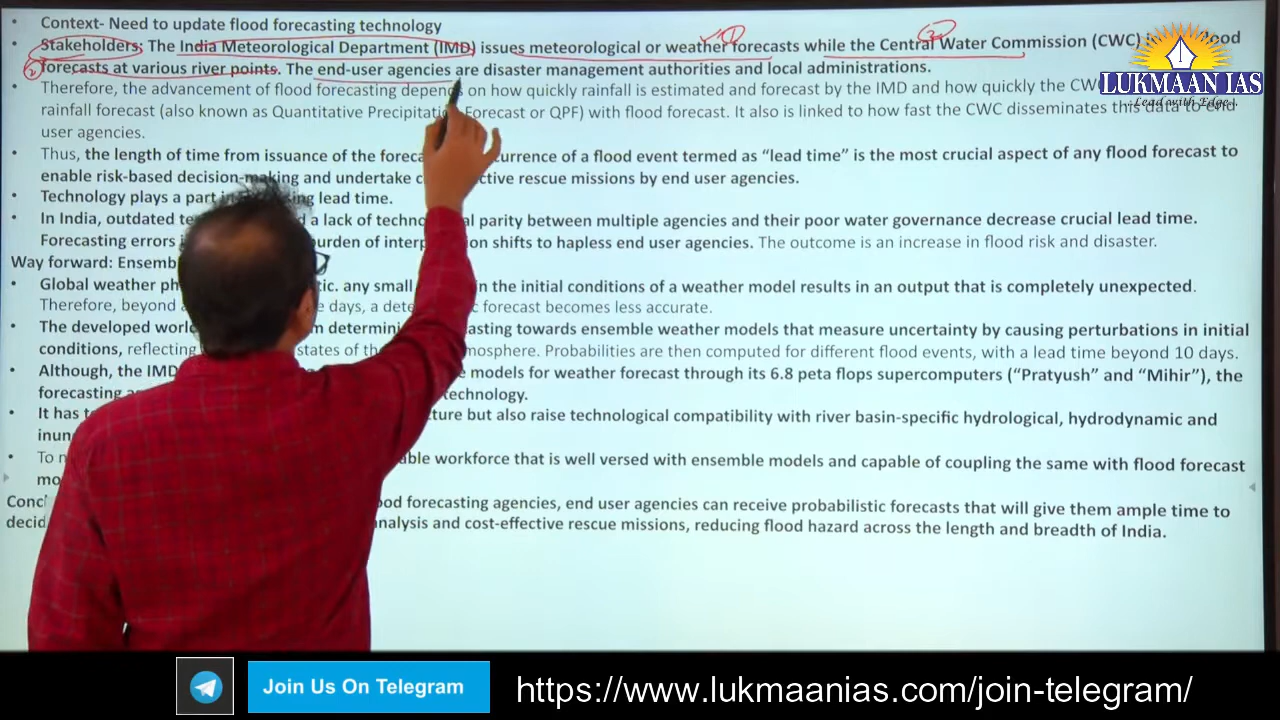 • Context- Need to update flood forecasting technology
• Stakeholders: The India Meteorological Department (IMD) issues meteorological or weather forecasts while the Central Water Commission (CWC)
forecasts at various river points. The end-user agencies are disaster management authorities and local administrations.
• Therefore, the advancement of flood forecasting depends on how quickly rainfall is estimated and forecast by the IMD and how quickly the CWC
rainfall forecast (also known as Quantitative Precipitation Forecast or QPF) with flood forecast. It also is linked to how fast the CWC disseminates this data to end
user agencies.
• Thus, the length of time from issuance of the of a flood event termed as “lead time” is the most crucial aspect of any flood forecast to
enable risk-based decision-making and undertake rescue missions by end user agencies.
• Technology plays a part lead time.
• In India, outdated a lack of parity between multiple agencies and their poor water governance decrease crucial lead time.
Forecasting errors shifts to hapless end user agencies. The outcome is an increase in flood risk and disaster.
Way forward:
• Global weather any small in the initial conditions of a weather model results in an output that is completely unexpected.
Therefore, beyond days, a forecast becomes less accurate.
• The developed towards ensemble weather models that measure uncertainty by causing perturbations in initial
conditions, reflecting states of the Probabilities are then computed for different flood events, with a lead time beyond 10 days.
• Although, the IMD models for weather forecast through its 6.8 peta flops supercomputers (“Pratyush” and “Mihir”), the
forecasting technology.
• It has but also raise technological compatibility with river basin-specific hydrological, hydrodynamic and
• To workforce that is well versed with ensemble models and capable of coupling the same with flood forecast
forecasting agencies, end user agencies can receive probabilistic forecasts that will give them ample time to
and cost-effective rescue missions, reducing flood hazard across the length and breadth of India.
LUKMAAN IAS
Lead with Edge..
Join Us On Telegram
https://www.lukmaanias.com/join-telegram/